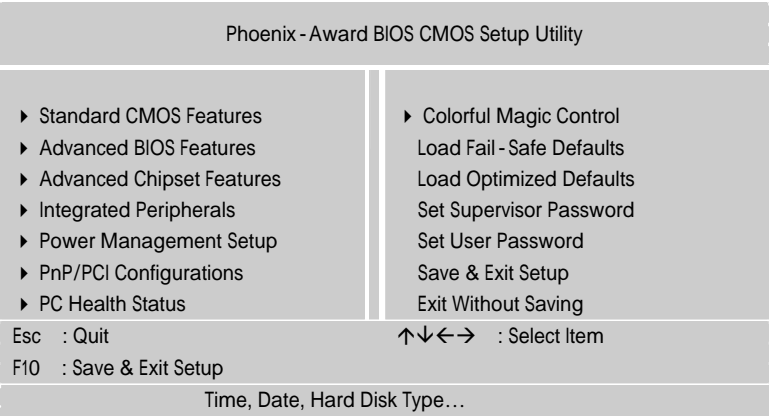 Phoenix - Award BIOS CMOS Setup Utility
▸ Standard CMOS Features
▸ Advanced BIOS Features
▸ Advanced Chipset Features
▸ Integrated Peripherals
▸ Power Management Setup
▸ PnP/PCI Configurations
▸ PC Health Status
▸ Colorful Magic Control
Load Fail - Safe Defaults
Load Optimized Defaults
Set Supervisor Password
Set User Password
Save & Exit Setup
Exit Without Saving
Esc : Quit
↑↓←→ : Select Item
F10 : Save & Exit Setup
Time, Date, Hard Disk Type…